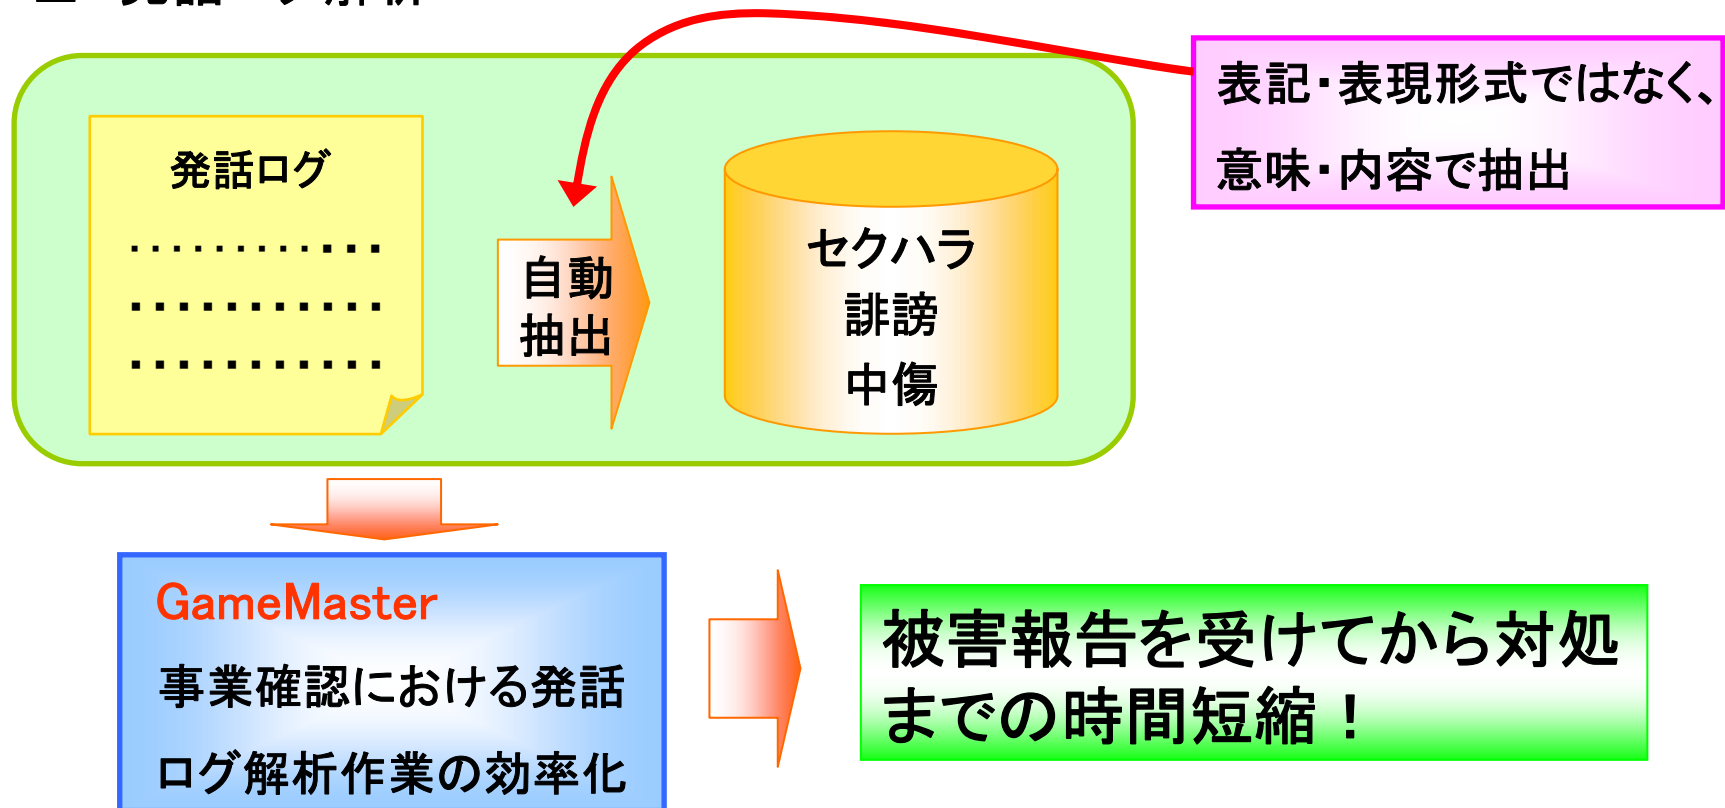 表記・表現形式ではなく、
意味・内容で抽出
発話ログ
・・・・・・・・・・・・
・・・・・・・・・・・
・・・・・・・・・・・
自動
抽出
セクハラ
誹謗
中傷
GameMaster
事業確認における発話
ログ解析作業の効率化
被害報告を受けてから対処
までの時間短縮！